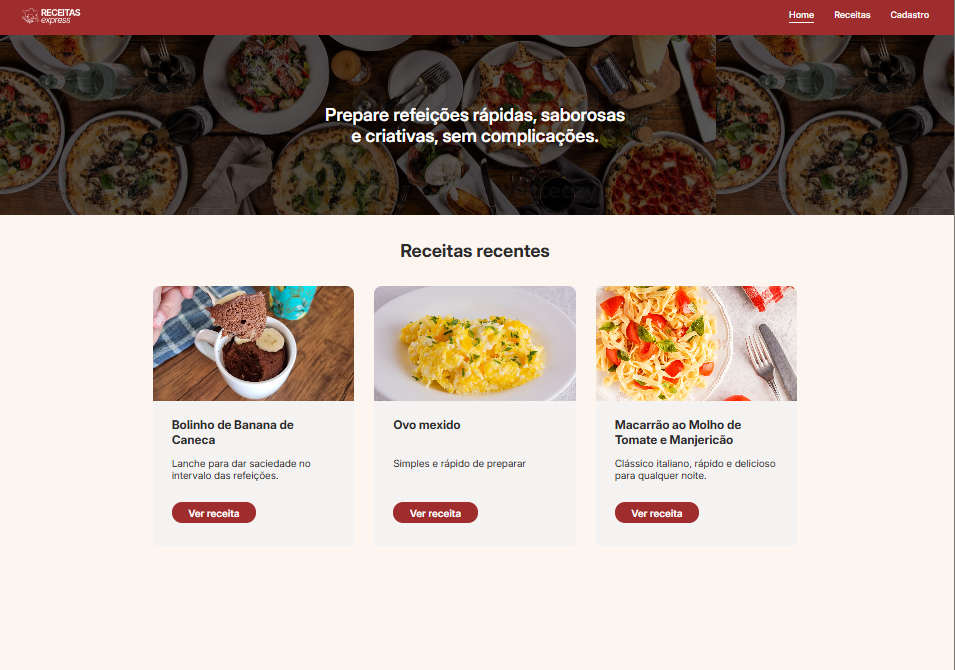 RECEITAS
express
Home Receitas Cadastro
Prepare refeições rápidas, saborosas
e criativas, sem complicações.
Receitas recentes
Bolinho de Banana de
Caneca
Lanche para dar saciedade no
intervalo das refeições.
Ver receita
Ovo mexido
Simples e rápido de preparar
Ver receita
Macarrão ao Molho de
Tomate e Manjericão
Clássico italiano, rápido e delicioso
para qualquer noite.
Ver receita